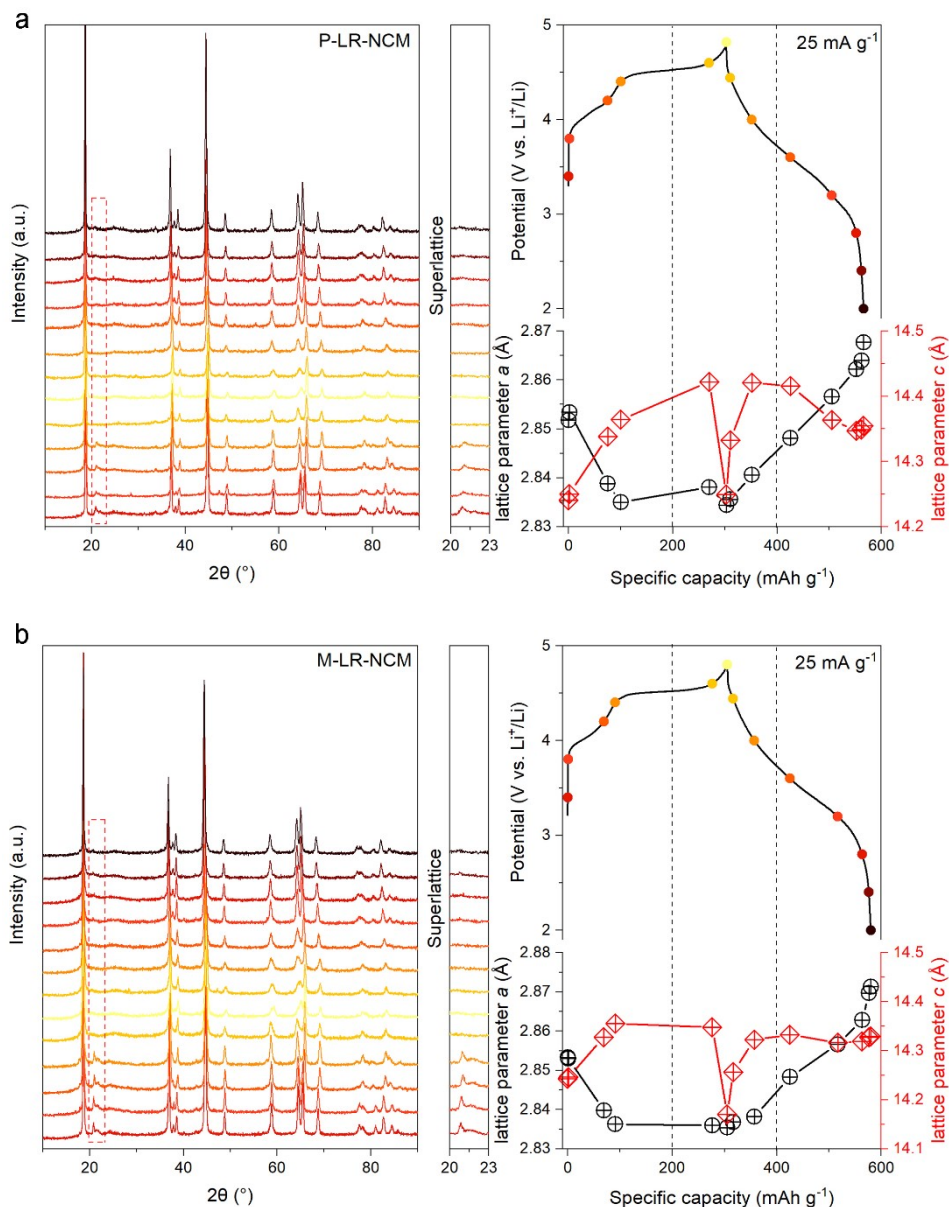 a
P-LR-NCM
Intensity (a.u.)
20 40 60 80
2θ (°)
Superlattice
20 23
25 mA g⁻¹
Potential (V vs. Li⁺/Li)
5
4
3
2
lattice parameter a (Å)
2.87
2.86
2.85
2.84
2.83
lattice parameter c (Å)
14.5
14.4
14.3
14.2
0 200 400 600
Specific capacity (mAh g⁻¹)
b
M-LR-NCM
Intensity (a.u.)
20 40 60 80
2θ (°)
Superlattice
20 23
25 mA g⁻¹
Potential (V vs. Li⁺/Li)
5
4
3
2
lattice parameter a (Å)
2.88
2.87
2.86
2.85
2.84
2.83
lattice parameter c (Å)
14.5
14.4
14.3
14.2
14.1
0 200 400 600
Specific capacity (mAh g⁻¹)